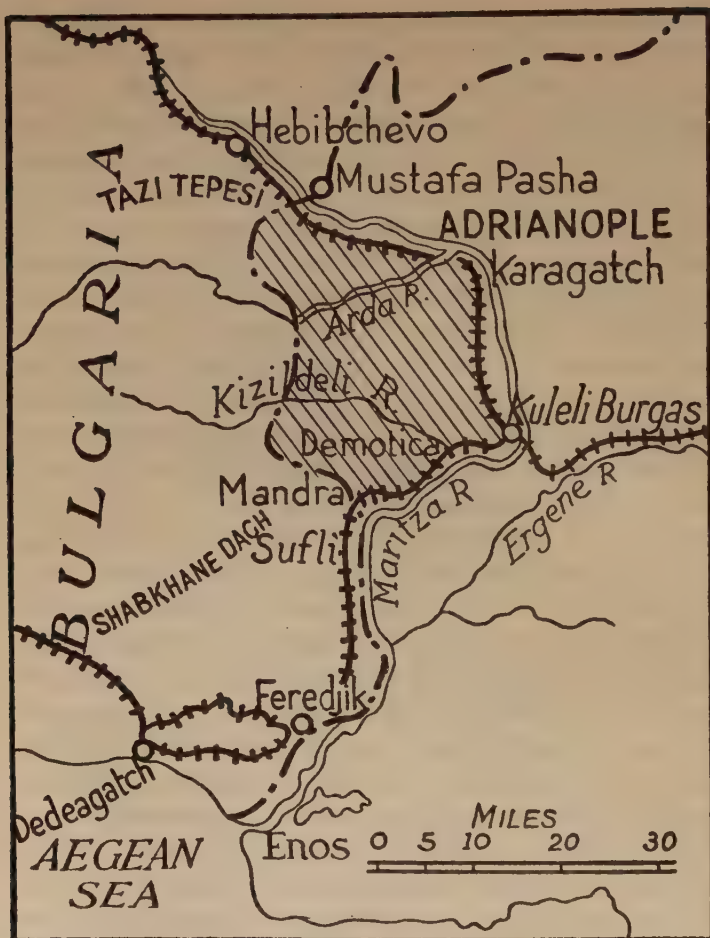 Hebibchevo
TAZI TEPESI
Mustafa Pasha
ADRIANOPLE
Karagatch
Arda R.
BULGARIA
Kizildeli R.
Kuleli Burgas
Demotica
Mandra
Maritza R
Ergene R
Sufli
SHABKHANE DAGH
Feredjik
Dedeagatch
AEGEAN
SEA
Enos
MILES
0 5 10 20 30